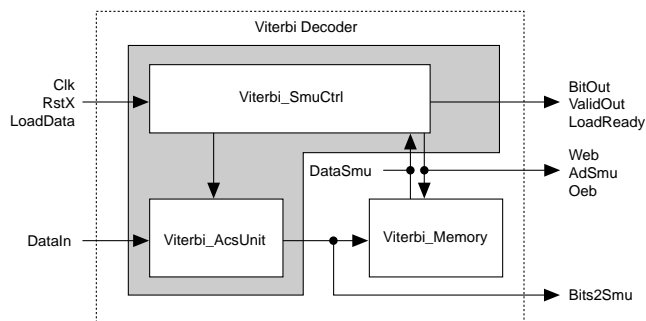 Viterbi Decoder
Clk
RstX
LoadData
Viterbi_SmuCtrl
BitOut
ValidOut
LoadReady
DataSmu
Web
AdSmu
Oeb
DataIn
Viterbi_AcsUnit
Viterbi_Memory
Bits2Smu